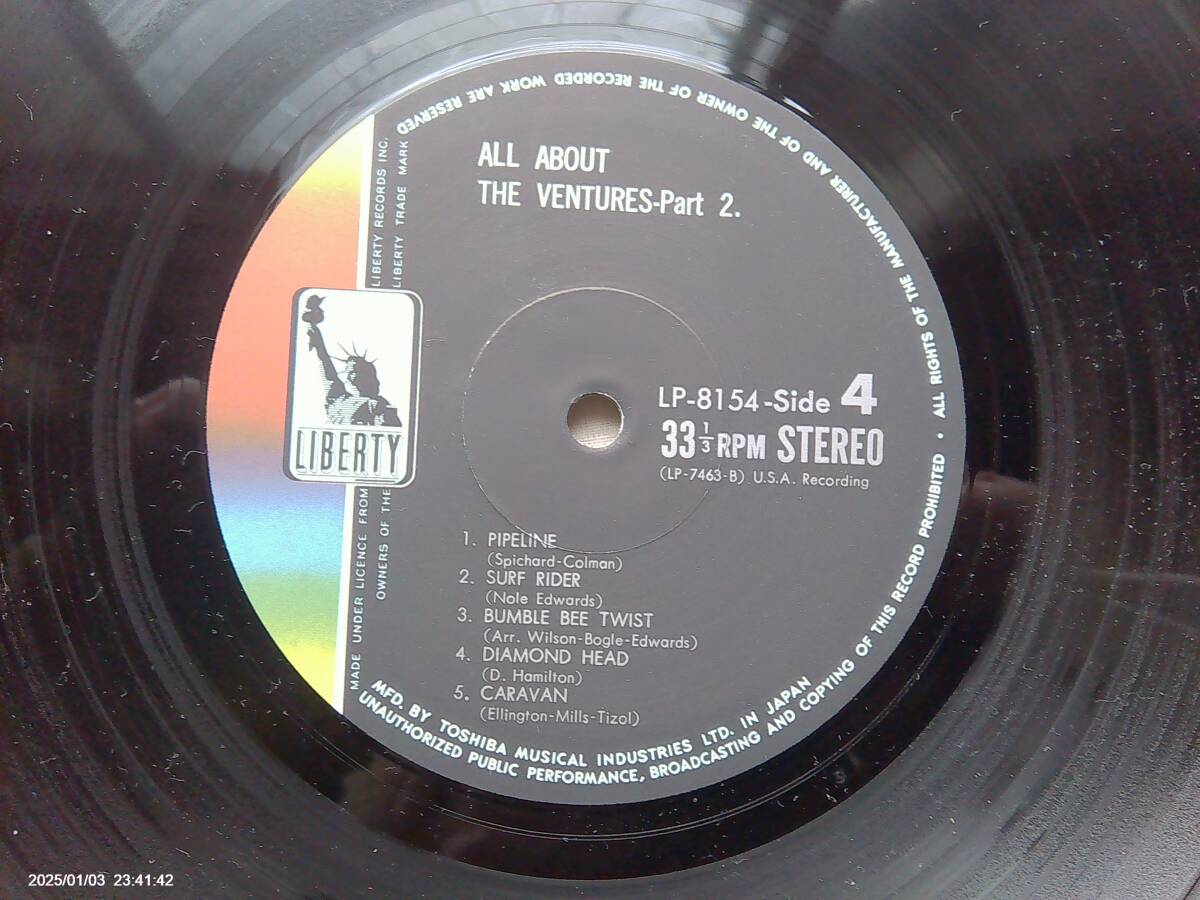 ALL ABOUT
THE VENTURES-Part 2.
LIBERTY
LP-8154-Side 4
33 1/3 RPM STEREO
(LP-7463-B) U.S.A. Recording
1. PIPELINE
(Spichard-Colman)
2. SURF RIDER
(Nole Edwards)
3. BUMBLE BEE TWIST
(Arr. Wilson-Bogle-Edwards)
4. DIAMOND HEAD
(D. Hamilton)
5. CARAVAN
(Ellington-Mills-Tizol)
MADE UNDER LICENCE FROM LIBERTY RECORDS INC.
OWNERS OF THE LIBERTY TRADE MARK
MFD. BY TOSHIBA MUSICAL INDUSTRIES LTD. IN JAPAN
UNAUTHORIZED PUBLIC PERFORMANCE, BROADCASTING AND COPYING OF THIS RECORD PROHIBITED • ALL RIGHTS OF THE MANUFACTURER AND OF THE OWNER OF THE RECORDED WORK ARE RESERVED
2025/01/03 23:41:42